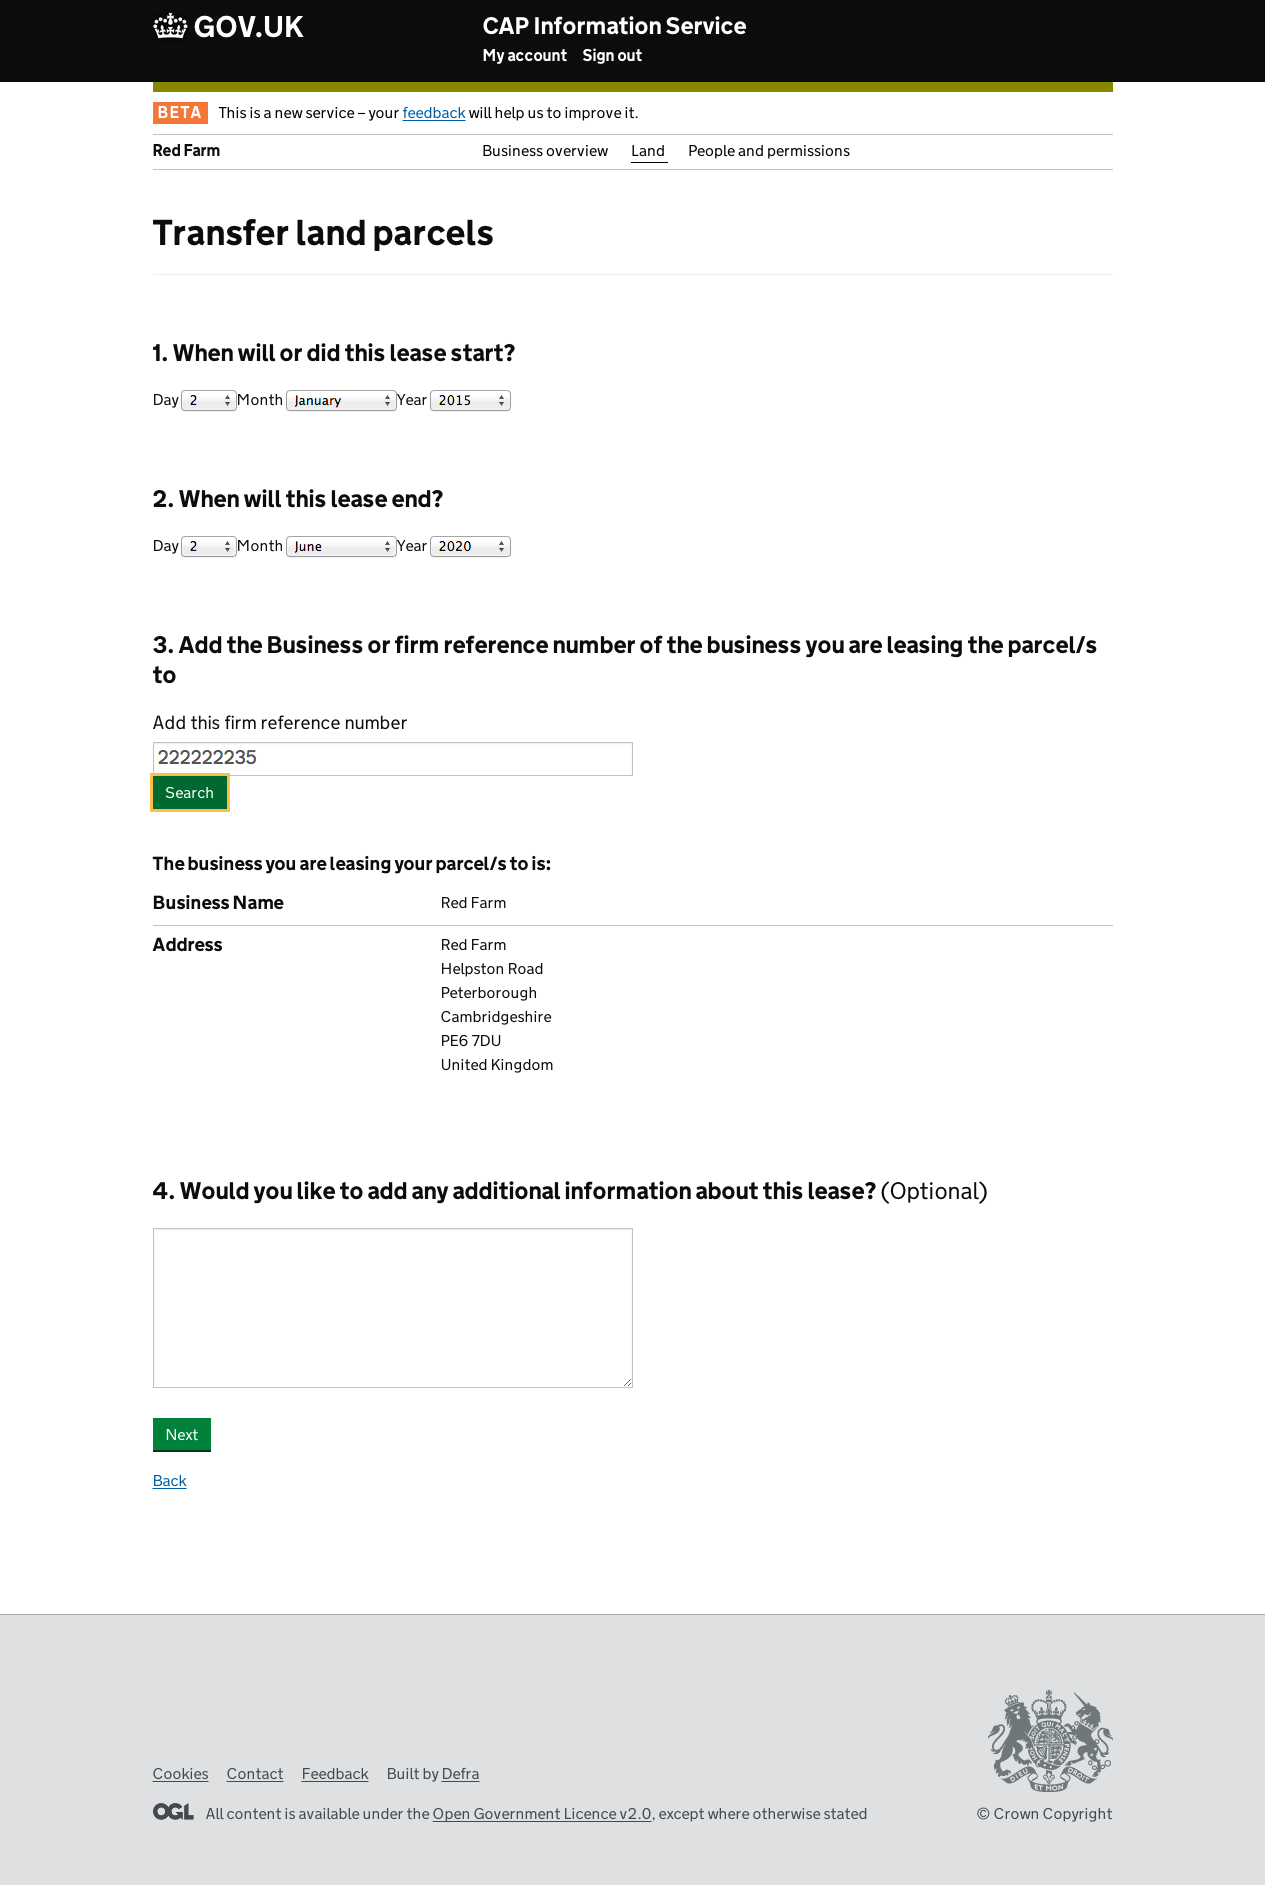 GOV.UK
CAP Information Service
My account Sign out
BETA This is a new service – your feedback will help us to improve it.
Red Farm Business overview Land People and permissions
Transfer land parcels
1. When will or did this lease start?
Day 2 Month January Year 2015
2. When will this lease end?
Day 2 Month June Year 2020
3. Add the Business or firm reference number of the business you are leasing the parcel/s
to
Add this firm reference number
222222235
Search
The business you are leasing your parcel/s to is:
Business Name Red Farm
Address Red Farm
Helpston Road
Peterborough
Cambridgeshire
PE6 7DU
United Kingdom
4. Would you like to add any additional information about this lease? (Optional)
Next
Back
Cookies Contact Feedback Built by Defra
OGL All content is available under the Open Government Licence v2.0, except where otherwise stated
© Crown Copyright